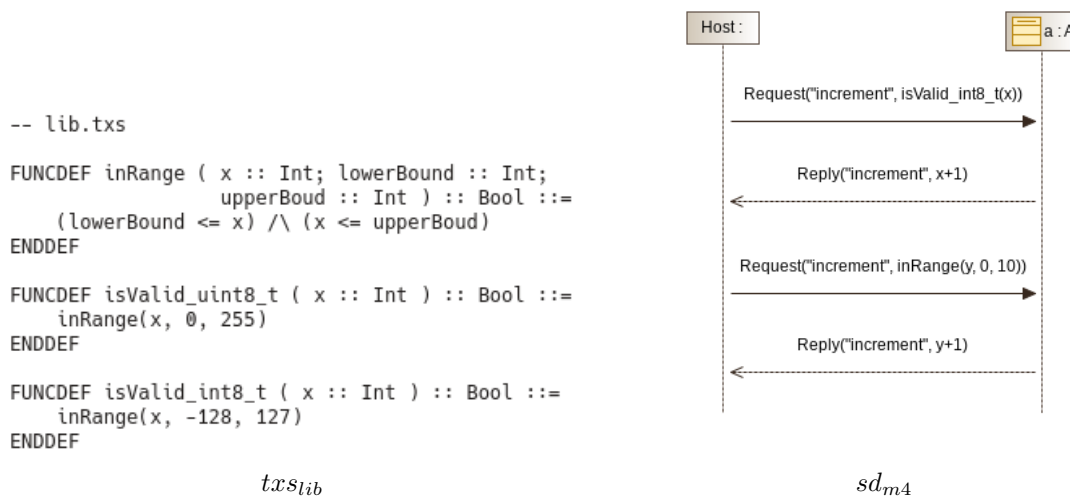 -- lib.txs
FUNCDEF inRange ( x :: Int; lowerBound :: Int;
upperBoud :: Int ) :: Bool ::=
(lowerBound <= x) /\ (x <= upperBoud)
ENDDEF
FUNCDEF isValid_uint8_t ( x :: Int ) :: Bool ::=
inRange(x, 0, 255)
ENDDEF
FUNCDEF isValid_int8_t ( x :: Int ) :: Bool ::=
inRange(x, -128, 127)
ENDDEF
txs_lib
Host :
a : A
Request("increment", isValid_int8_t(x))
Reply("increment", x+1)
Request("increment", inRange(y, 0, 10))
Reply("increment", y+1)
sd_m4